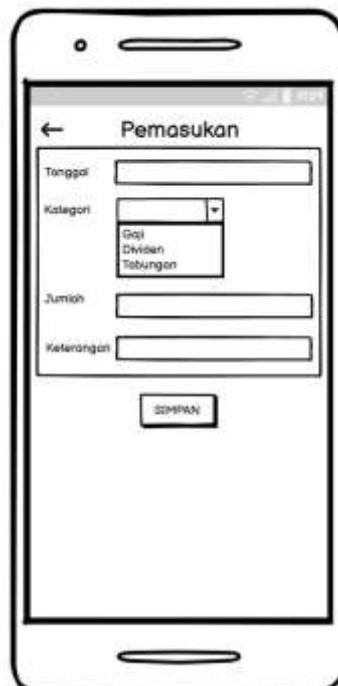 Pemasukan
Tanggal
Kategori
Gaji
Dividen
Tabungan
Jumlah
Keterangan
SIMPAN